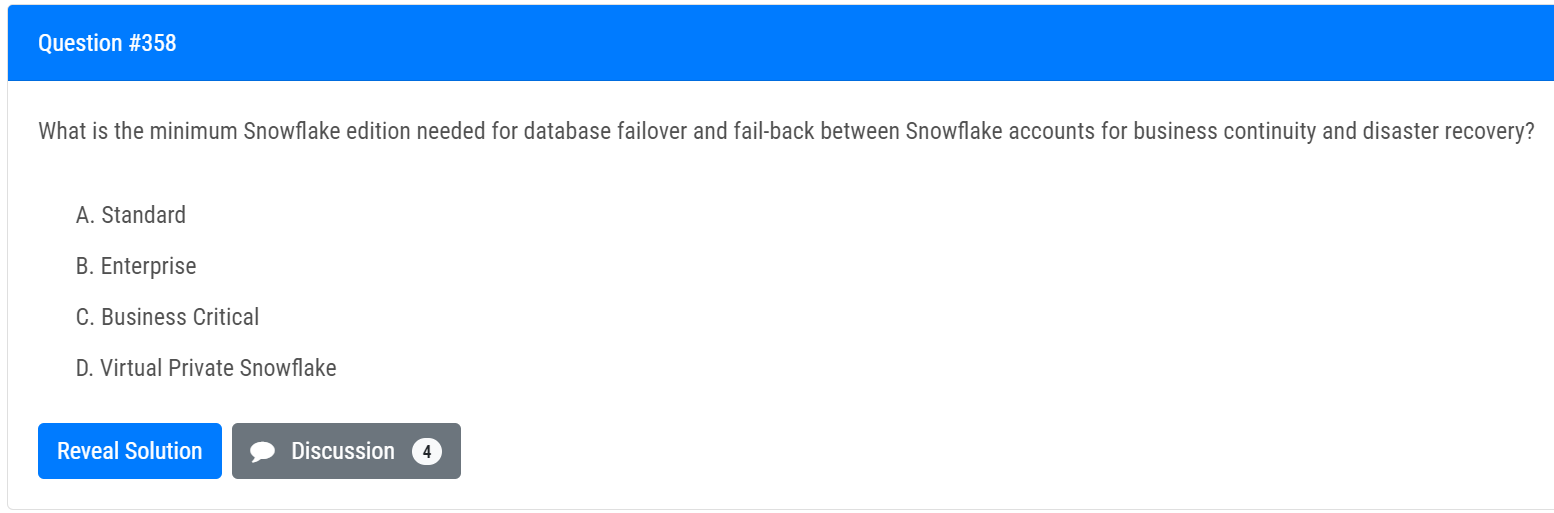 Question #358
What is the minimum Snowflake edition needed for database failover and fail-back between Snowflake accounts for business continuity and disaster recovery?
A. Standard
B. Enterprise
C. Business Critical
D. Virtual Private Snowflake
Reveal Solution Discussion 4